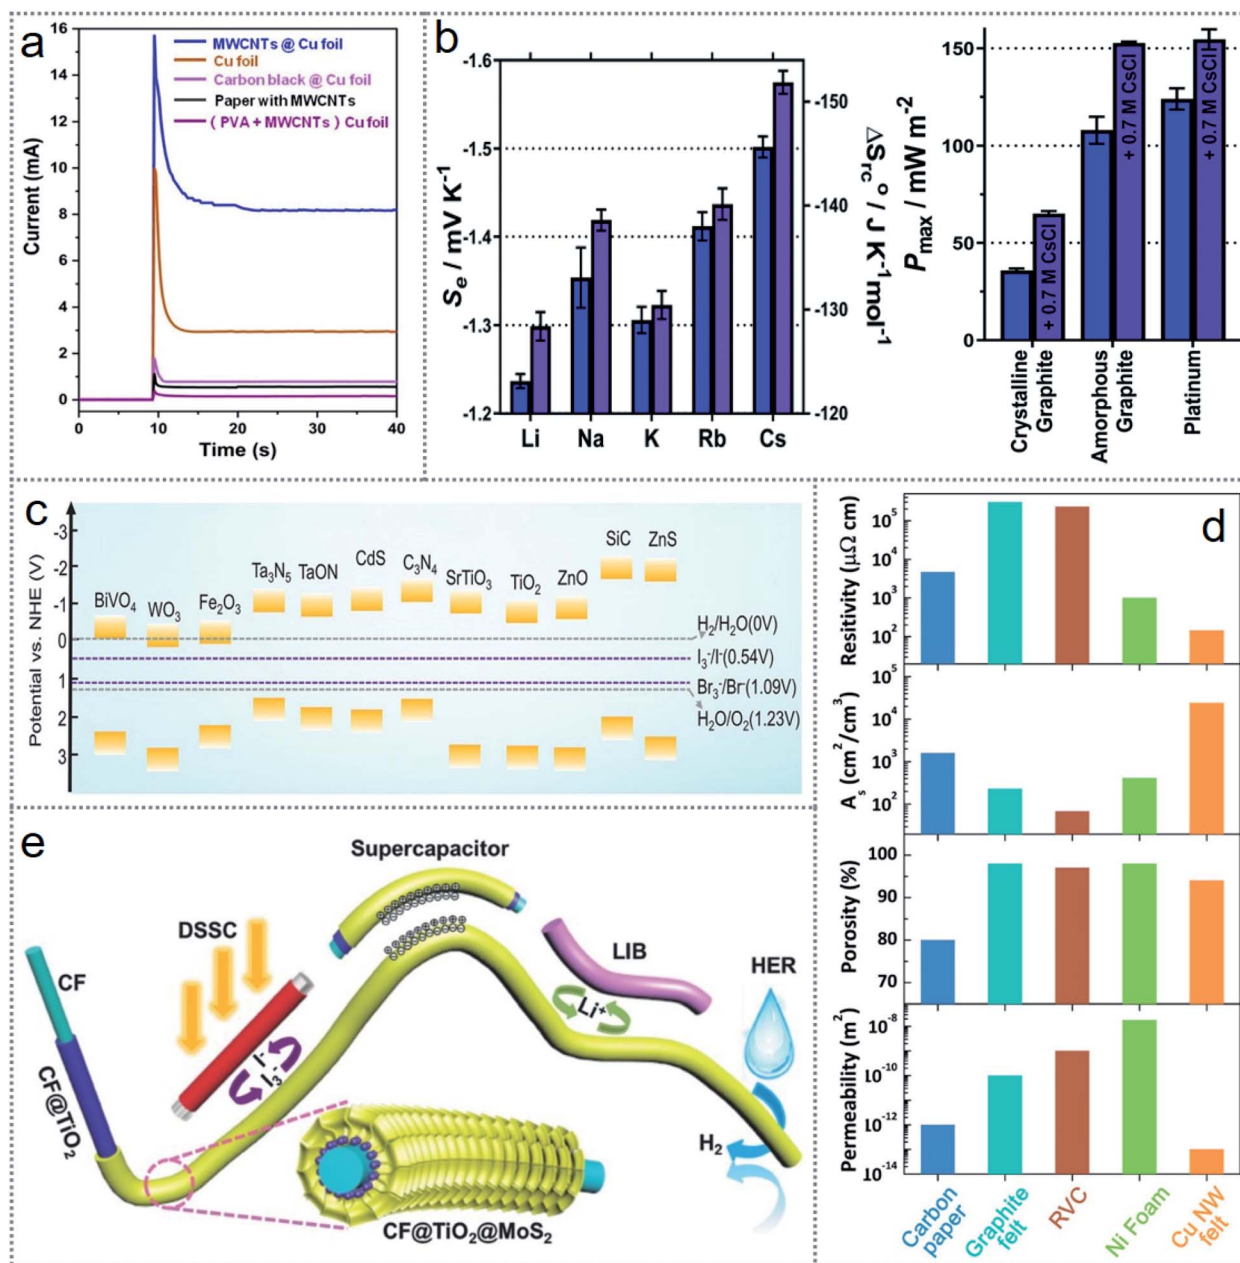 a
16
14
12
10
8
6
4
2
0
Current (mA)
MWCNTs @ Cu foil
Cu foil
Carbon black @ Cu foil
Paper with MWCNTs
( PVA + MWCNTs ) Cu foil
0
10
20
30
40
Time (s)
b
-1.6
-1.5
-1.4
-1.3
-1.2
Sₑ / mV K⁻¹
Li
Na
K
Rb
Cs
-150
-140
-130
-120
△S_rc° / J K⁻¹mol⁻¹
150
100
50
0
P_max / mW m⁻²
+ 0.7 M CsCl
+ 0.7 M CsCl
+ 0.7 M CsCl
Crystalline
Graphite
Amorphous
Graphite
Platinum
c
Potential vs. NHE (V)
-3
-2
-1
0
1
2
3
BiVO₄
WO₃
Fe₂O₃
Ta₃N₅
TaON
CdS
C₃N₄
SrTiO₃
TiO₂
ZnO
SiC
ZnS
H₂/H₂O(0V)
I₃⁻/I⁻(0.54V)
Br₃⁻/Br⁻(1.09V)
H₂O/O₂(1.23V)
d
Resitivity (μΩ cm)
10⁵
10⁴
10³
10²
Aₛ (cm²/cm³)
10⁵
10⁴
10³
10²
Porosity (%)
100
90
80
70
Permeability (m²)
10⁻⁸
10⁻¹⁰
10⁻¹²
10⁻¹⁴
Carbon
paper
Graphite
felt
RVC
Ni Foam
Cu NW
felt
e
Supercapacitor
DSSC
CF
CF@TiO₂
I⁻
I₃⁻
LIB
Li⁺
HER
H₂
CF@TiO₂@MoS₂